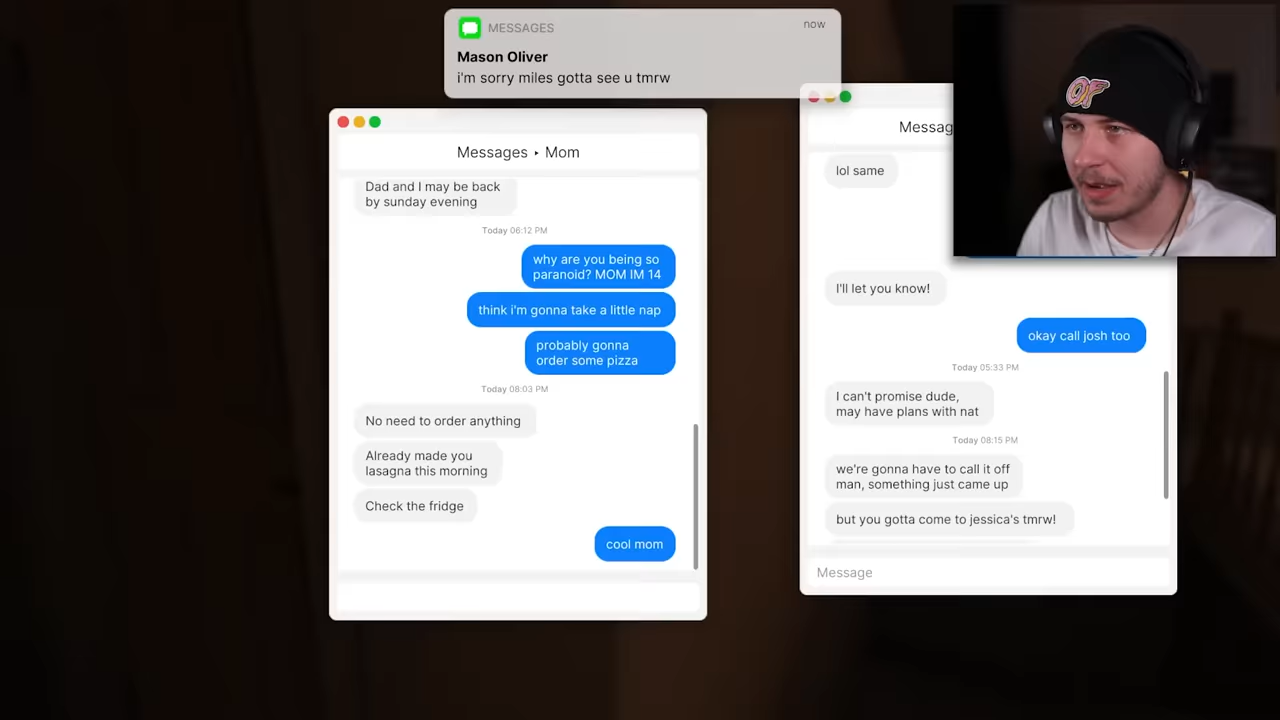 MESSAGES
now
Mason Oliver
i'm sorry miles gotta see u tmrw
Messages ▸ Mom
Dad and I may be back
by sunday evening
Today 06:12 PM
why are you being so
paranoid? MOM IM 14
think i'm gonna take a little nap
probably gonna
order some pizza
Today 08:03 PM
No need to order anything
Already made you
lasagna this morning
Check the fridge
cool mom
Messag
lol same
I'll let you know!
okay call josh too
Today 05:33 PM
I can't promise dude,
may have plans with nat
Today 08:15 PM
we're gonna have to call it off
man, something just came up
but you gotta come to jessica's tmrw!
Message
OF